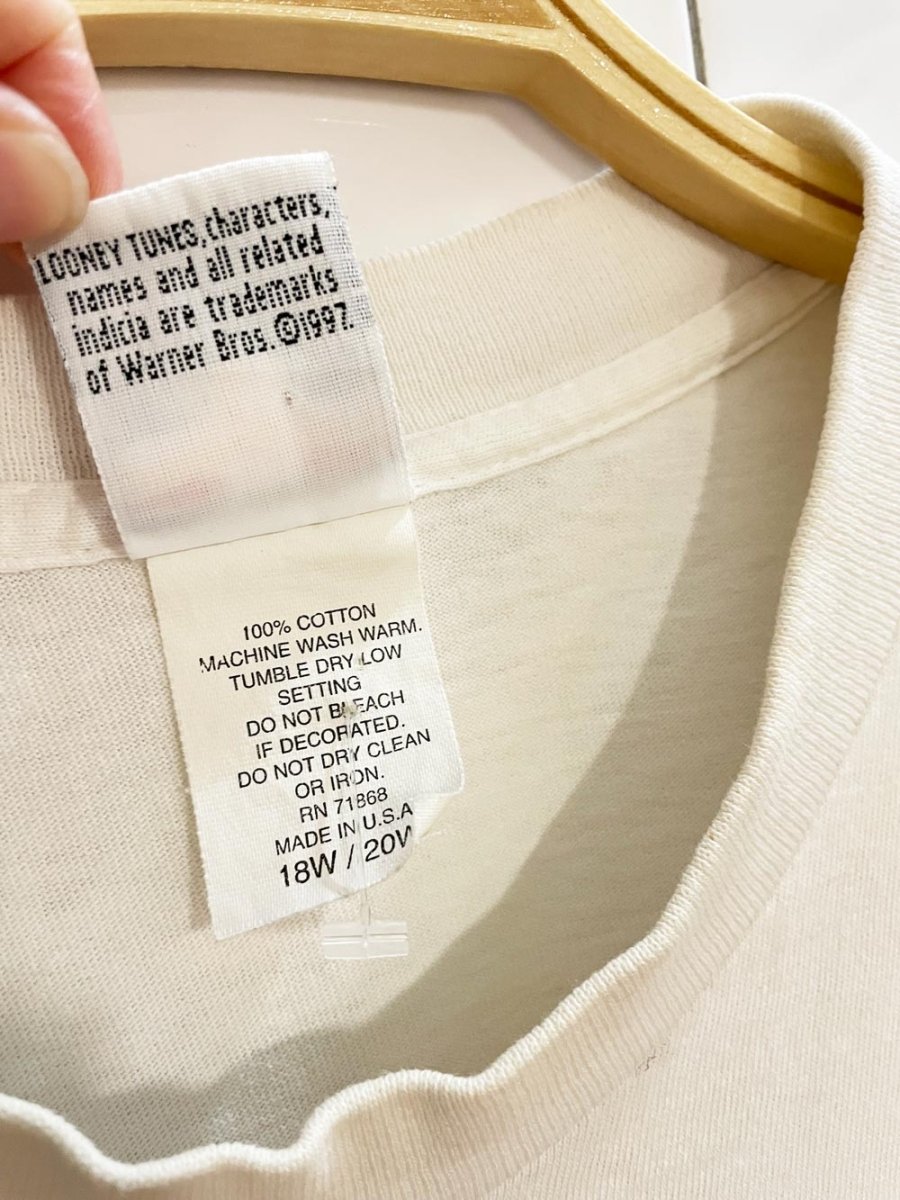 LOONEY TUNES, characters,
names and all related
indicia are trademarks
of Warner Bros. ©1997.
100% COTTON
MACHINE WASH WARM.
TUMBLE DRY LOW
SETTING
DO NOT BLEACH
IF DECORATED.
DO NOT DRY CLEAN
OR IRON.
RN 71868
MADE IN U.S.A
18W / 20W